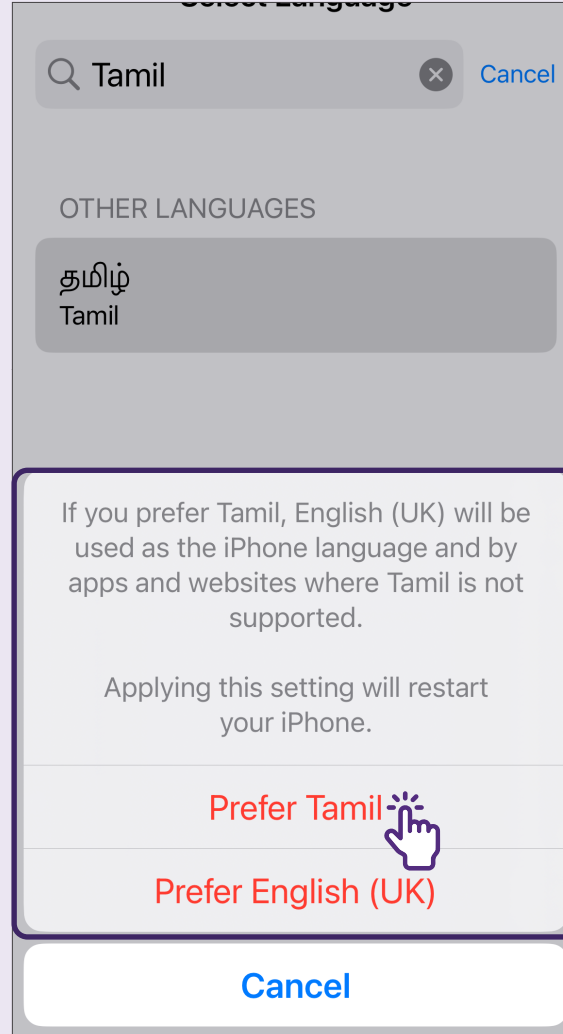 Select Language
Tamil
Cancel
OTHER LANGUAGES
தமிழ்
Tamil
If you prefer Tamil, English (UK) will be
used as the iPhone language and by
apps and websites where Tamil is not
supported.
Applying this setting will restart
your iPhone.
Prefer Tamil
Prefer English (UK)
Cancel